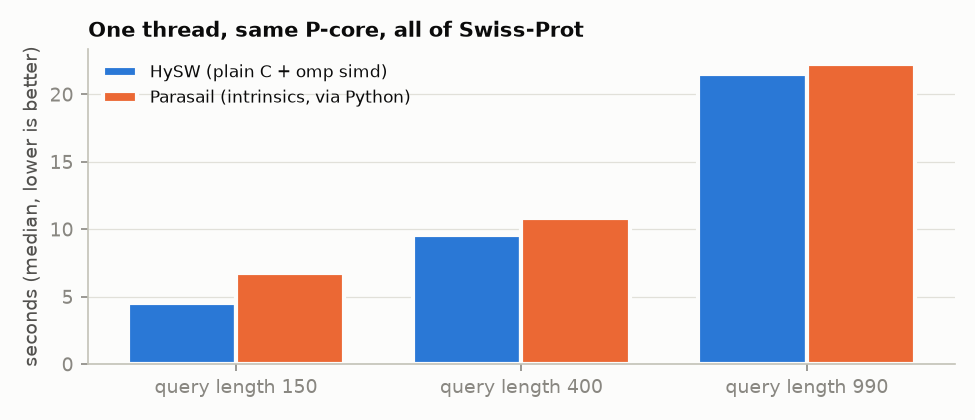 One thread, same P-core, all of Swiss-Prot
HySW (plain C + omp simd)
Parasail (intrinsics, via Python)
seconds (median, lower is better)
20
15
10
5
0
query length 150
query length 400
query length 990